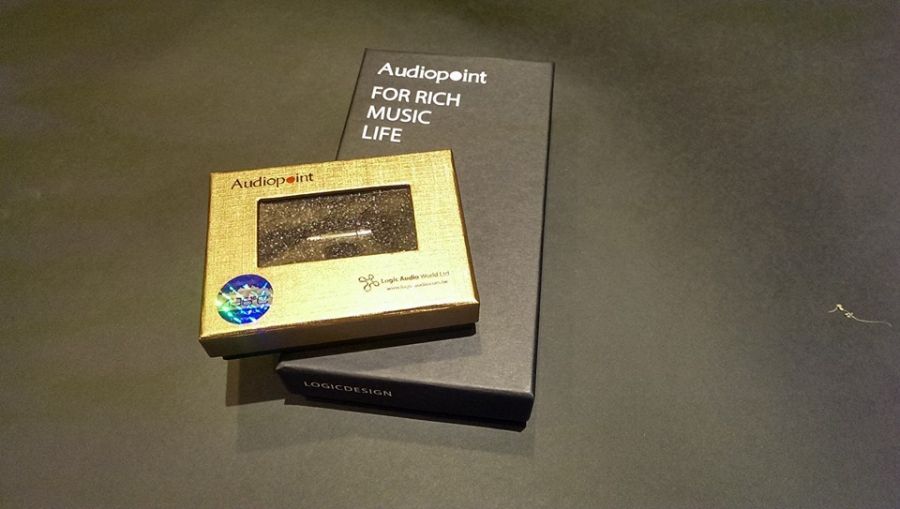 Audiopoint
FOR RICH
MUSIC
LIFE
Audiopoint
Logic Audio World Ltd
LOGICDESIGN